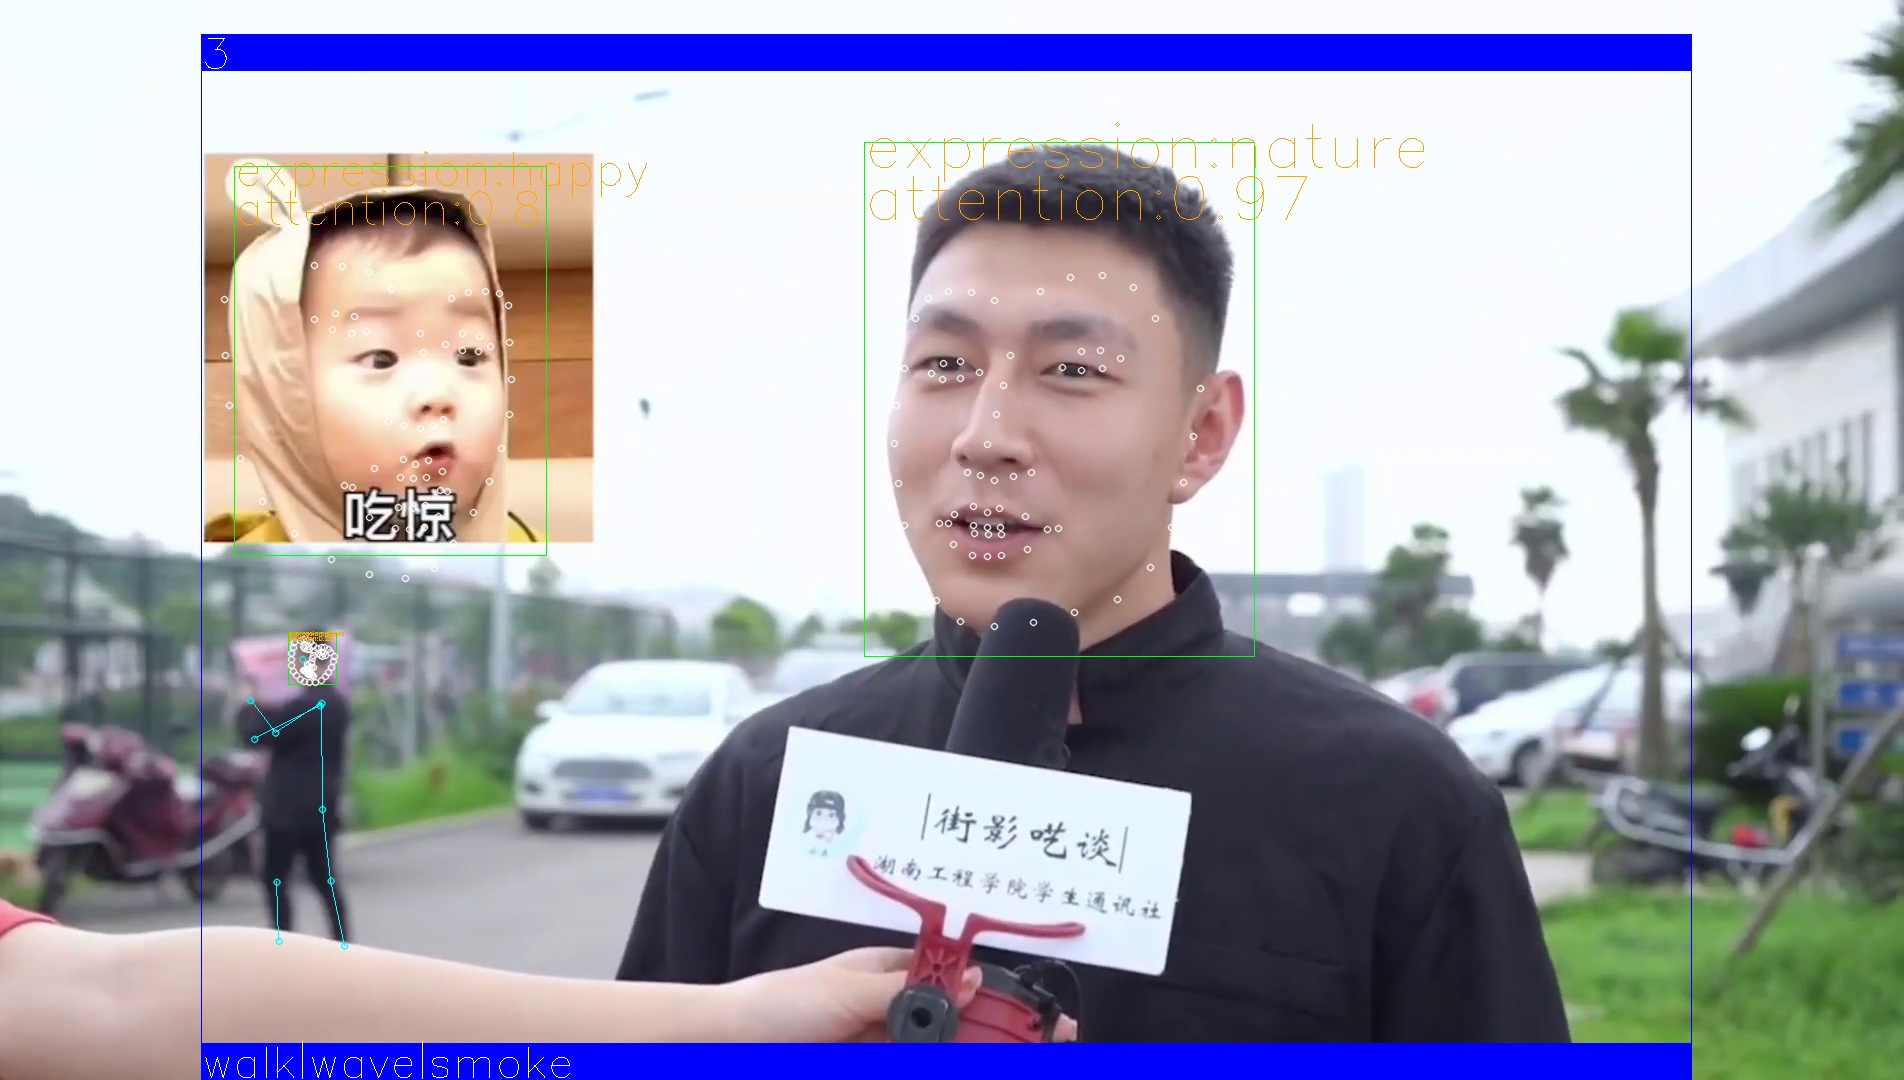 3
expression:happy
attention:0.8
expression:nature
attention:0.97
吃惊
街影呓谈
湖南工程学院学生通讯社
walk|wave|smoke